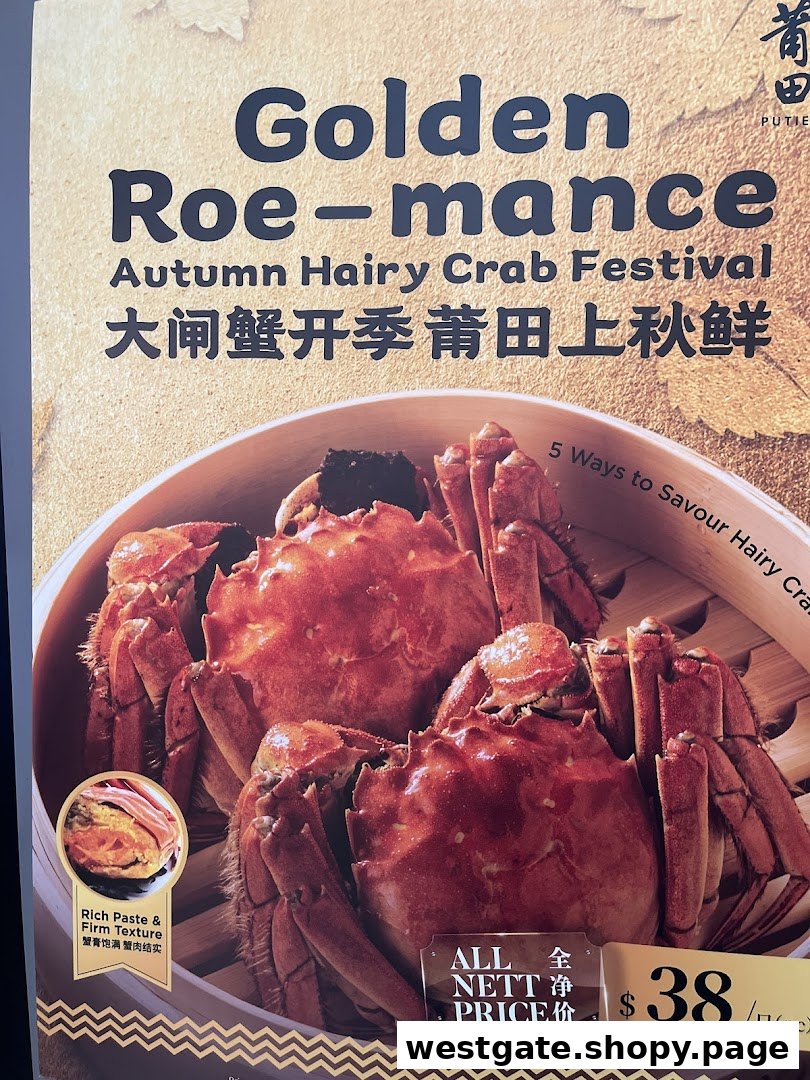 莆
田
Golden
Roe-mance
Autumn Hairy Crab Festival
大闸蟹开季 莆田上秋鲜
5 Ways to Savour Hairy
Rich Paste &
Firm Texture
蟹膏饱满 蟹肉结实
ALL
NETT
PRICE
全
净
价
$38
westgate.shopy.page